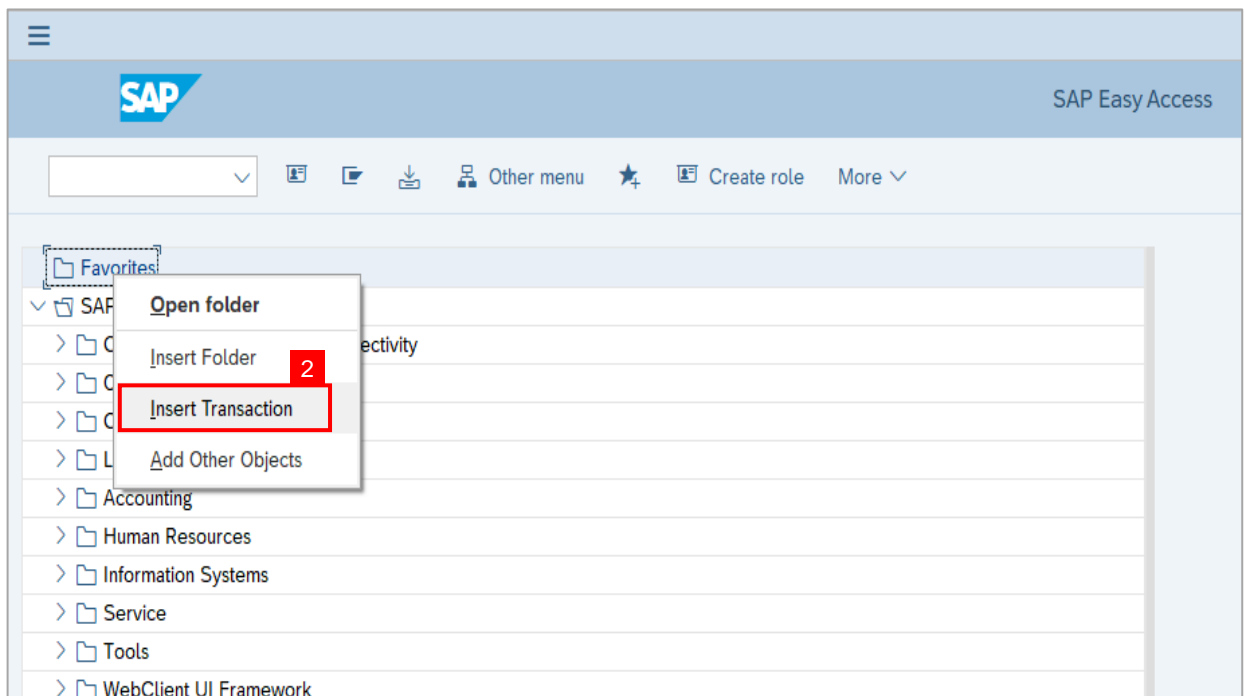 SAP
SAP Easy Access
Other menu Create role More
Favorites
SAP
Open folder
ectivity
Insert Folder
2
Insert Transaction
Add Other Objects
L
Accounting
Human Resources
Information Systems
Service
Tools
WebClient UI Framework